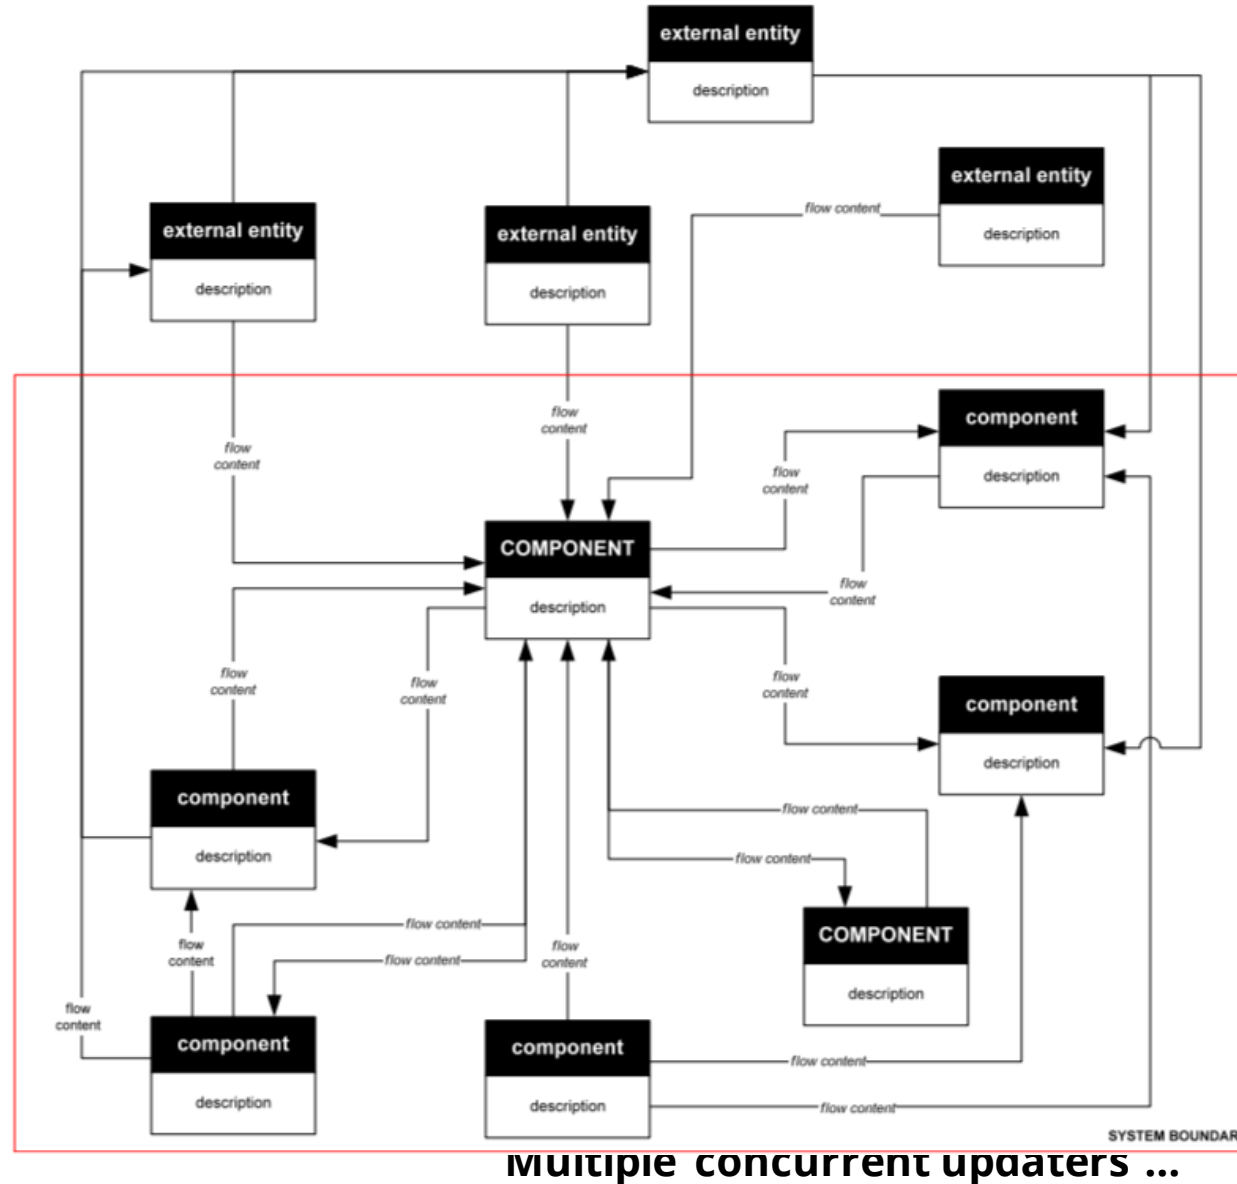 external entity
description
external entity
description
flow content
external entity
description
external entity
description
component
description
flow
content
flow
content
flow
content
COMPONENT
description
flow
content
flow
content
flow
content
flow
content
component
description
component
description
flow content
flow content
COMPONENT
description
flow content
flow content
flow
content
flow
content
flow
content
component
description
component
description
flow content
flow content
SYSTEM BOUNDAR
Multiple concurrent updaters ...